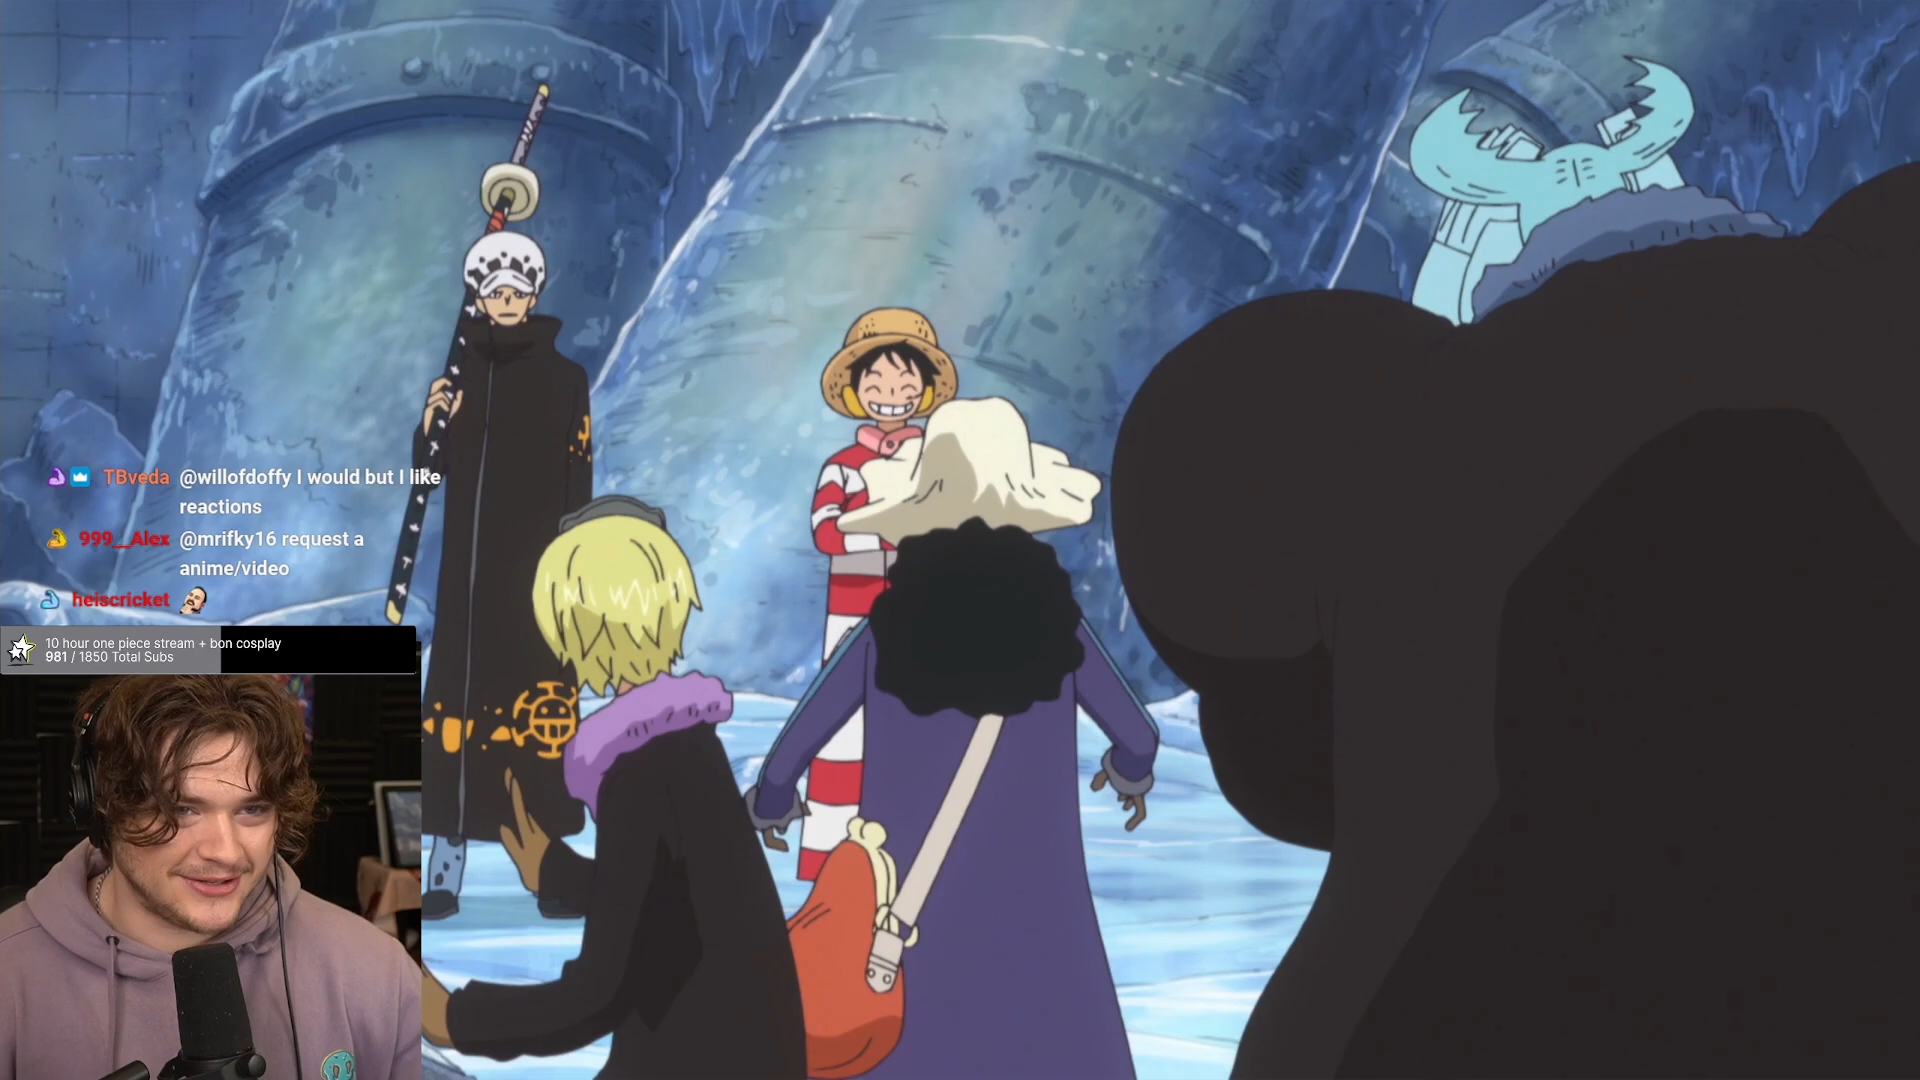 TBveda @willofdoffy I would but I like
reactions
999__Alex @mrifky16 request a
anime/video
heiscricket
10 hour one piece stream + bon cosplay
981 / 1850 Total Subs